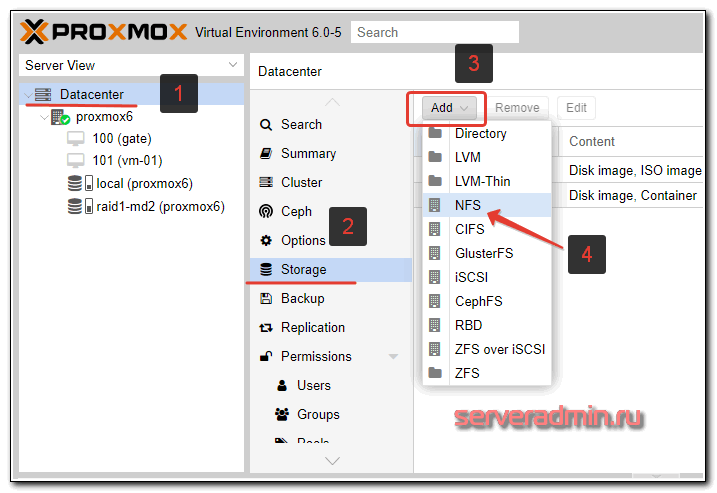 PROXMOX Virtual Environment 6.0-5 Search
Server View
Datacenter
1
proxmox6
100 (gate)
101 (vm-01)
local (proxmox6)
raid1-md2 (proxmox6)
Datacenter
3
Search
Summary
Cluster
Ceph
Options
2
Storage
Backup
Replication
Permissions
Users
Groups
Add Remove Edit
Directory
LVM
LVM-Thin
NFS
CIFS
GlusterFS
iSCSI
CephFS
RBD
ZFS over iSCSI
ZFS
4
Content
Disk image, ISO image
Disk image, Container
serveradmin.ru